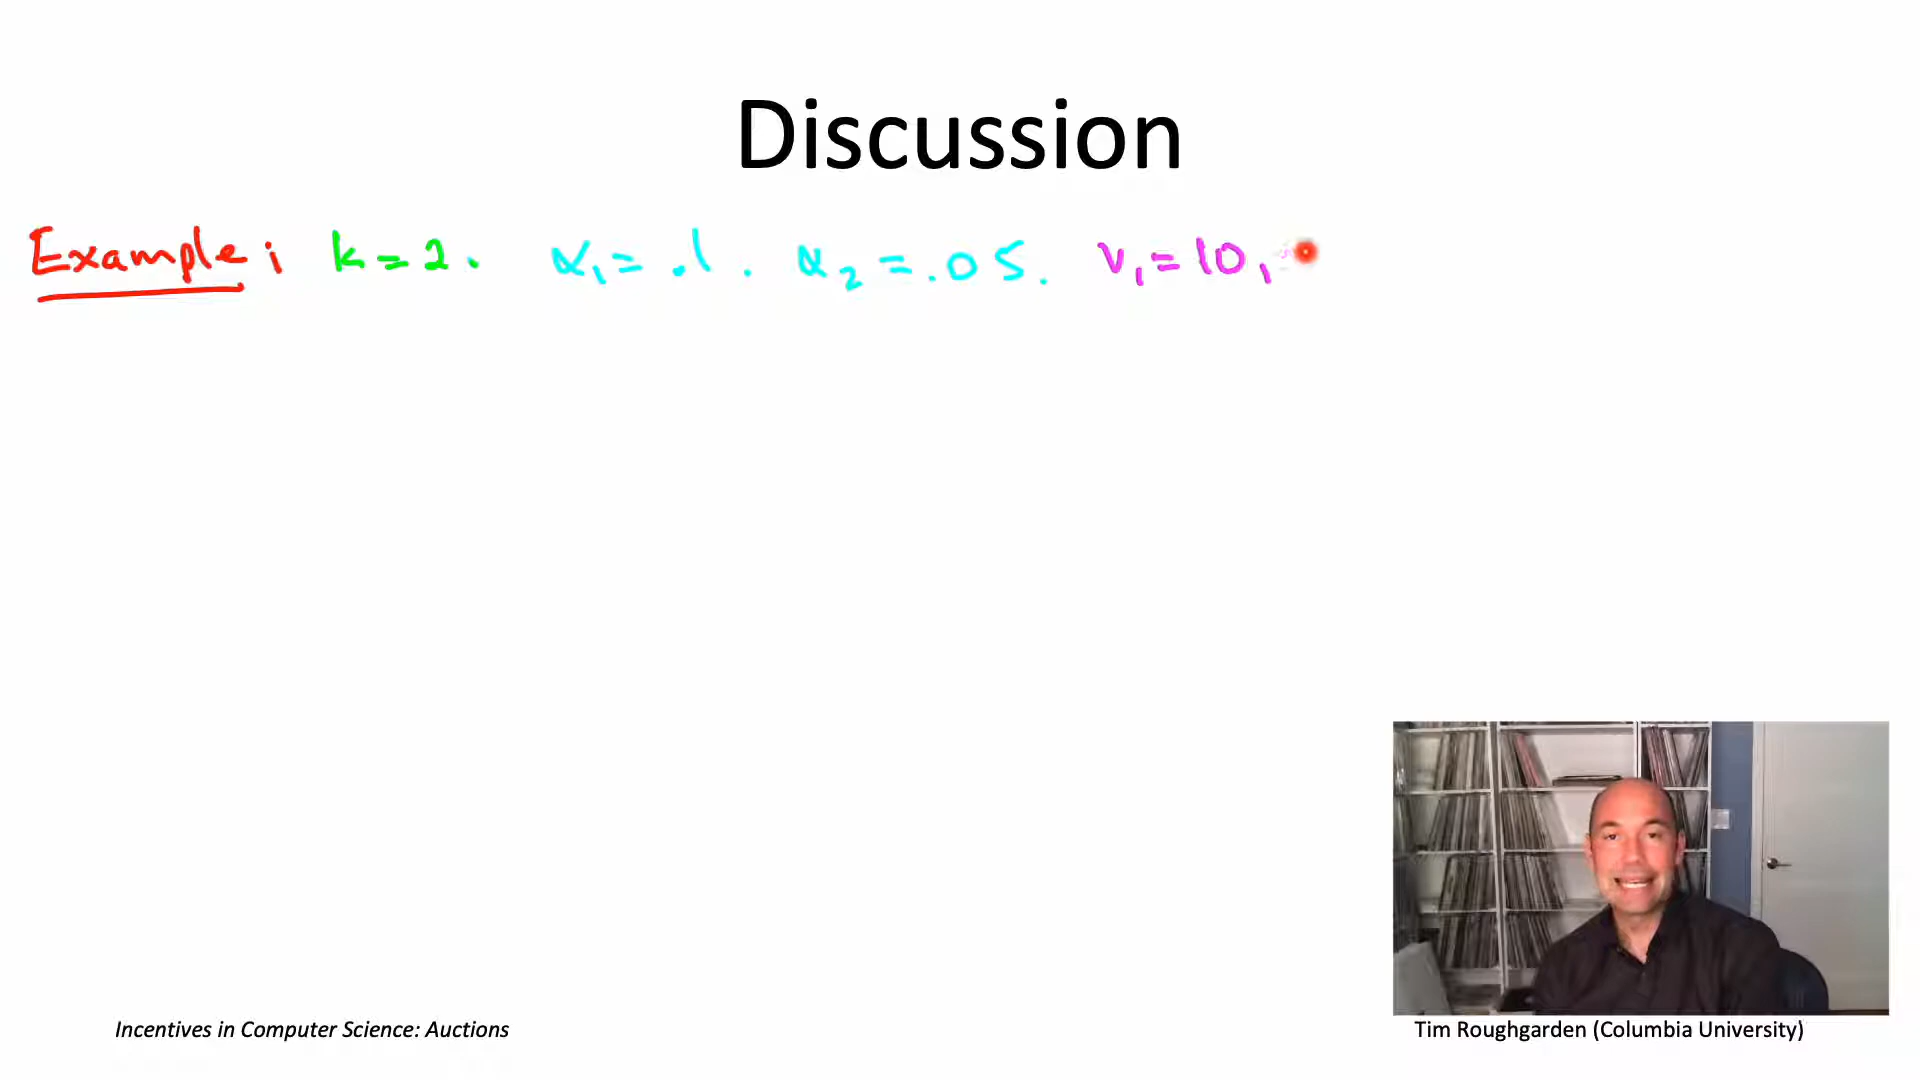 Discussion
Example: k=2. α₁=.1. α₂=.05. v₁=10,
Incentives in Computer Science: Auctions
Tim Roughgarden (Columbia University)